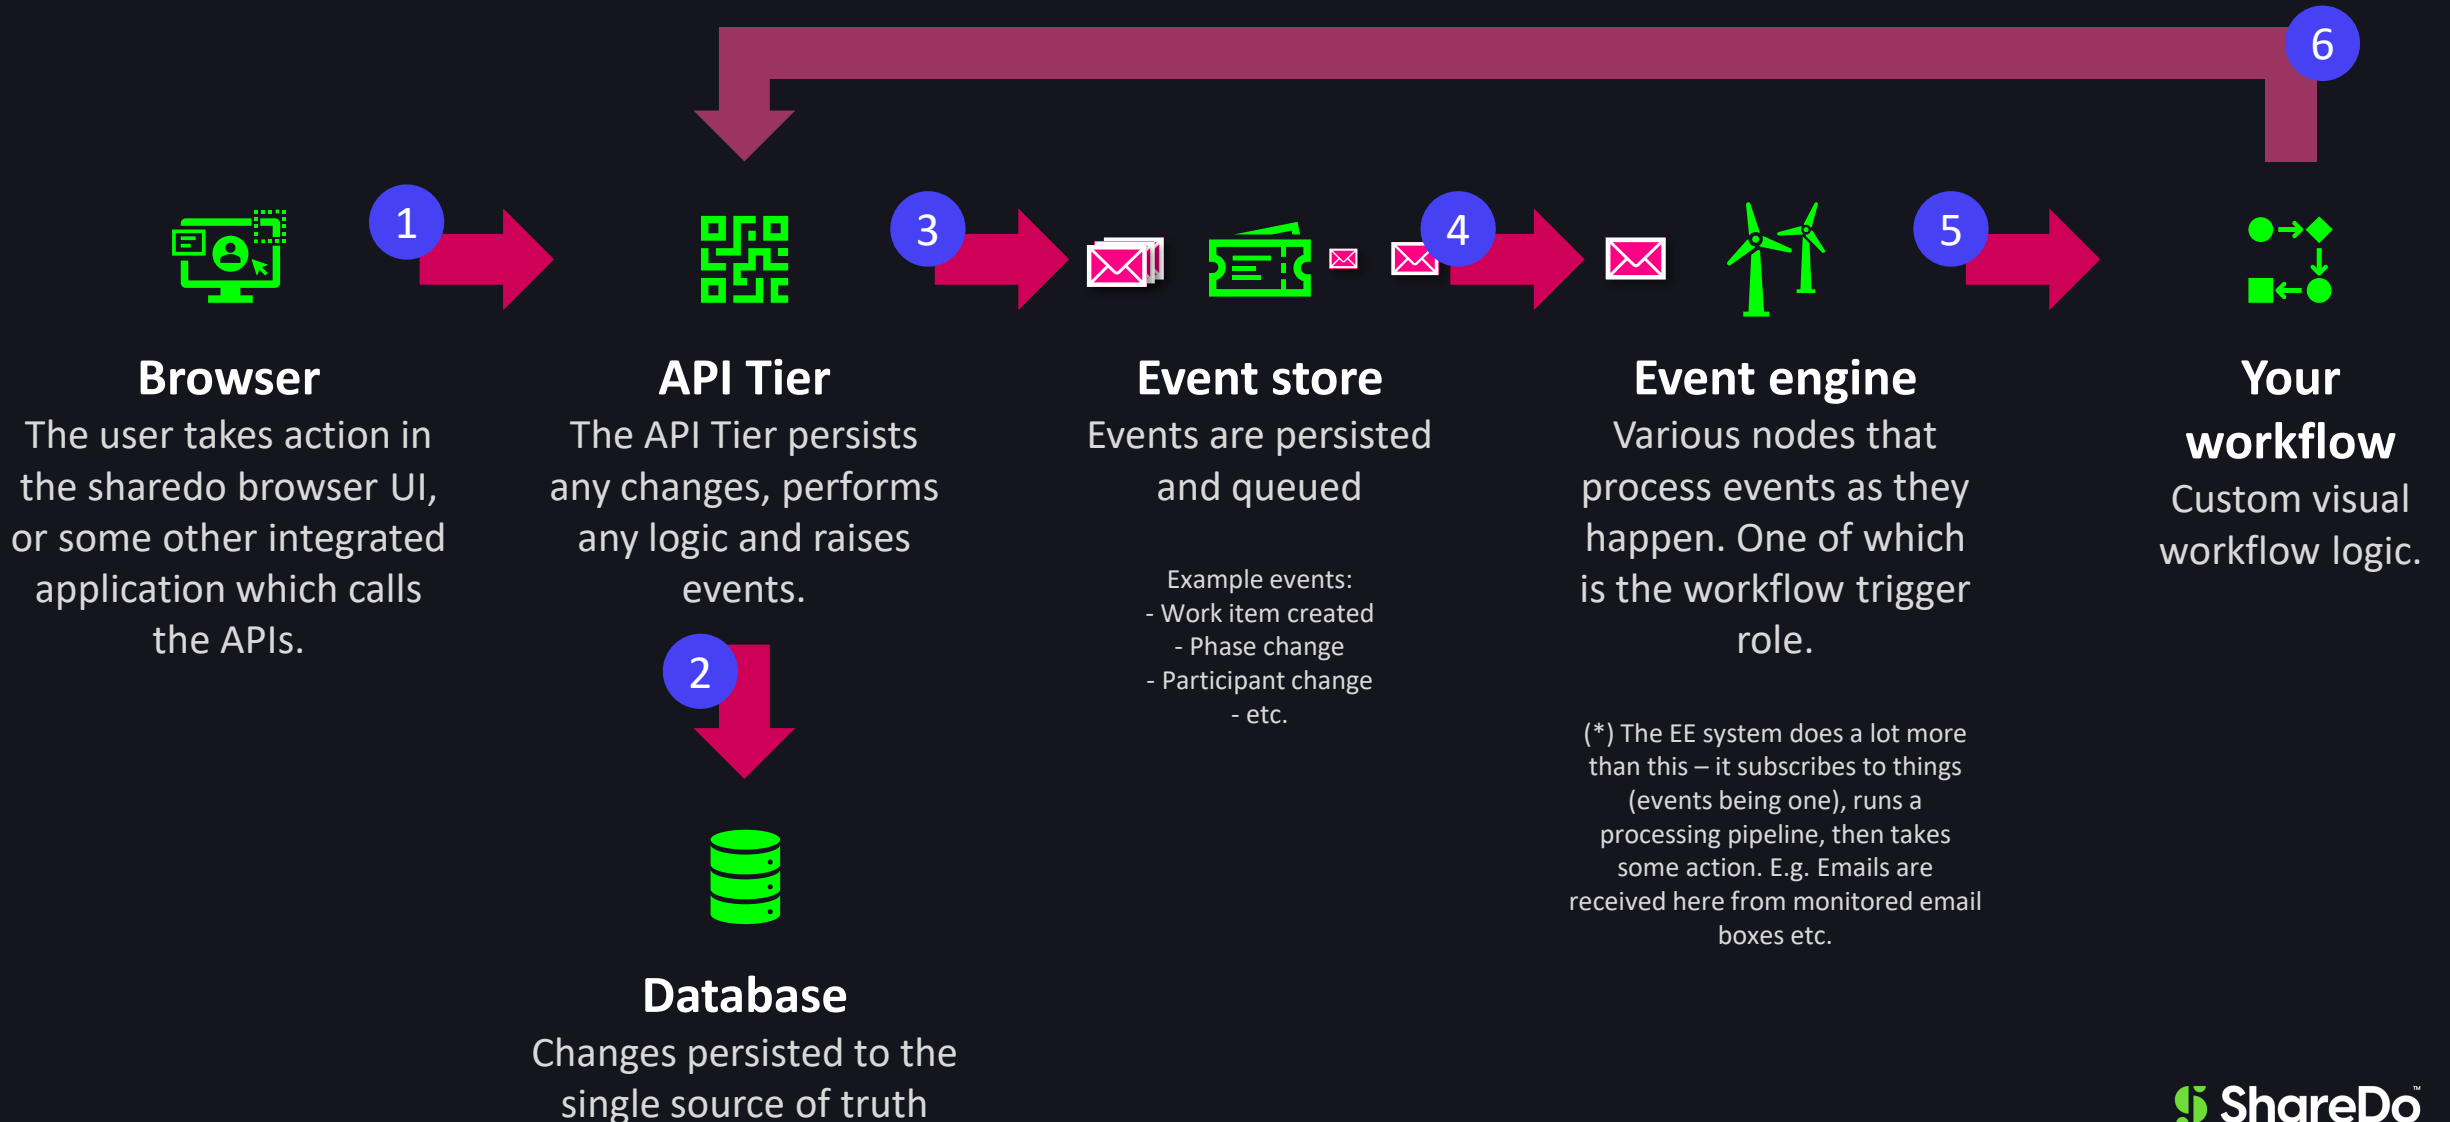 6
1
3
4
5
Browser
The user takes action in
the sharedo browser UI,
or some other integrated
application which calls
the APIs.
API Tier
The API Tier persists
any changes, performs
any logic and raises
events.
2
Database
Changes persisted to the
single source of truth
Event store
Events are persisted
and queued
Example events:
- Work item created
- Phase change
- Participant change
- etc.
Event engine
Various nodes that
process events as they
happen. One of which
is the workflow trigger
role.
(*) The EE system does a lot more
than this – it subscribes to things
(events being one), runs a
processing pipeline, then takes
some action. E.g. Emails are
received here from monitored email
boxes etc.
Your
workflow
Custom visual
workflow logic.
ShareDo™